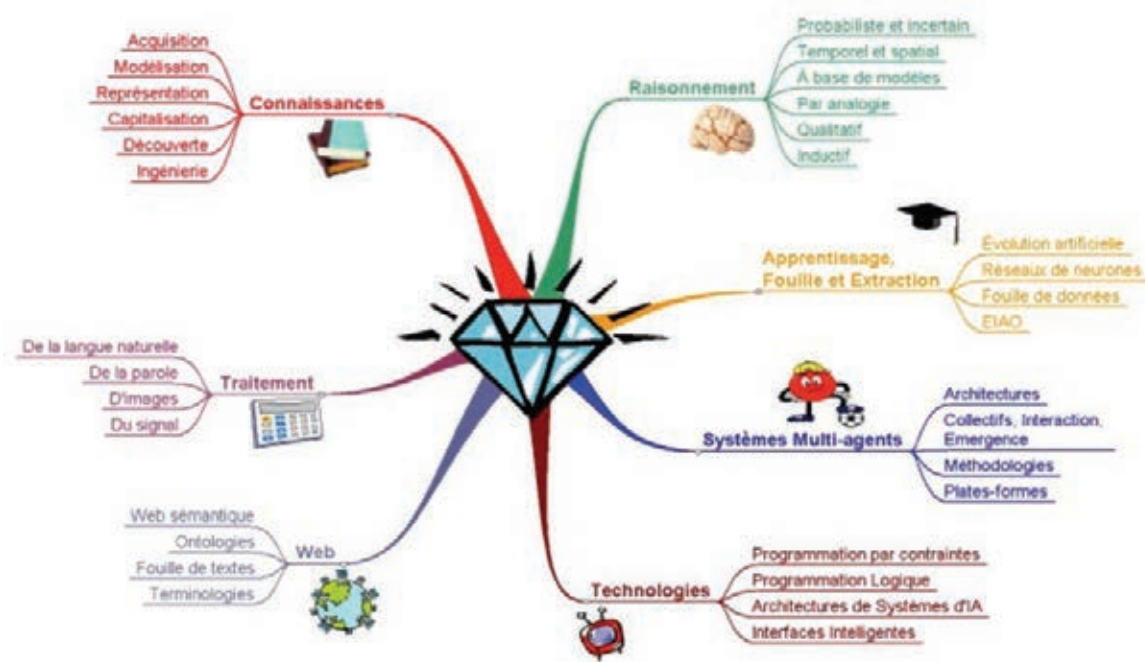 Connaissances
Acquisition
Modélisation
Représentation
Capitalisation
Découverte
Ingénierie
Raisonnement
Probabiliste et incertain
Temporel et spatial
À base de modèles
Par analogie
Qualitatif
Inductif
Apprentissage,
Fouille et Extraction
Évolution artificielle
Réseaux de neurones
Fouille de données
EIAO
Systèmes Multi-agents
Architectures
Collectifs, Interaction,
Emergence
Méthodologies
Plates-formes
Technologies
Programmation par contraintes
Programmation Logique
Architectures de Systèmes d'IA
Interfaces Intelligentes
Web
Web sémantique
Ontologies
Fouille de textes
Terminologies
Traitement
De la langue naturelle
De la parole
D'images
Du signal